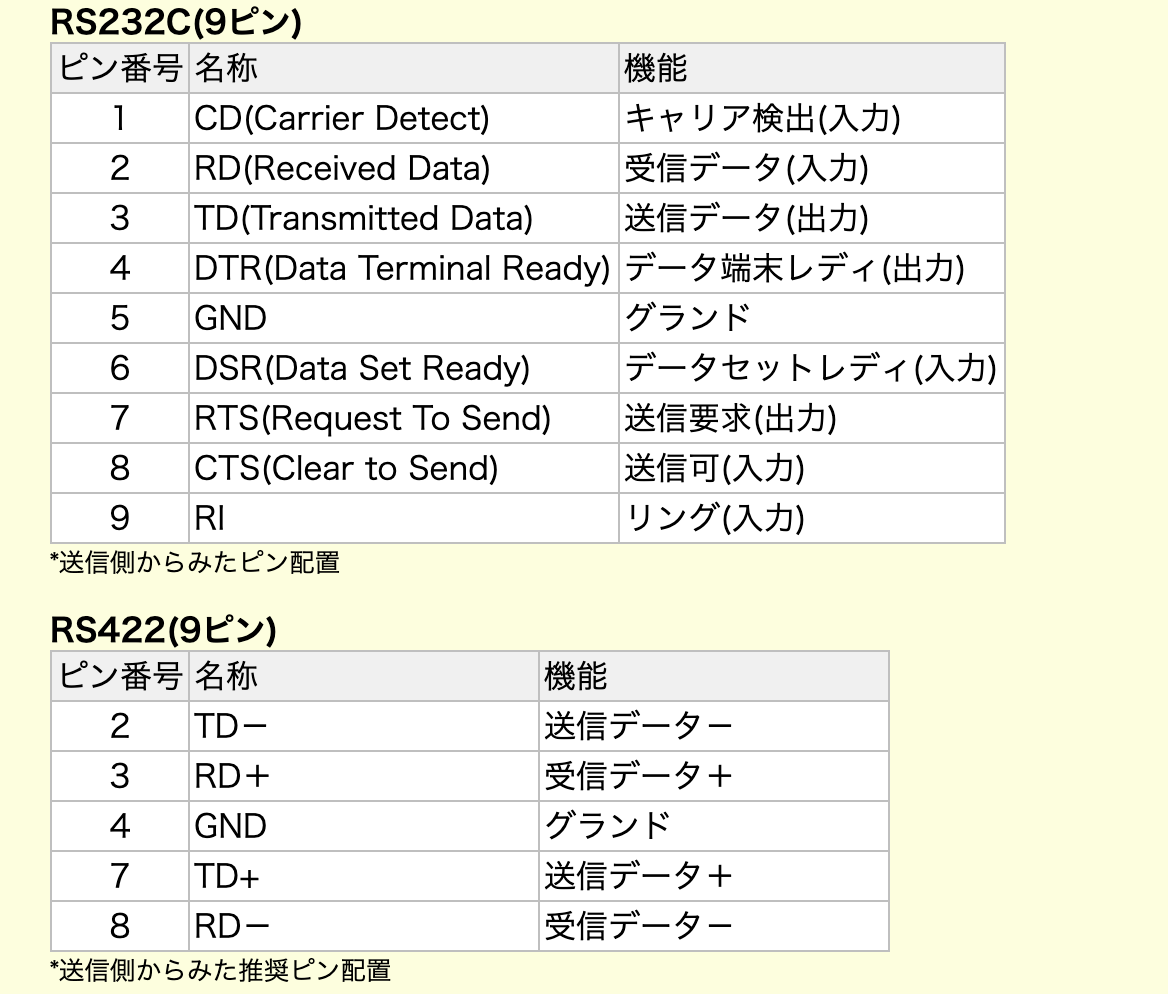 RS232C(9ピン)
ピン番号 名称 機能
1 CD(Carrier Detect) キャリア検出(入力)
2 RD(Received Data) 受信データ(入力)
3 TD(Transmitted Data) 送信データ(出力)
4 DTR(Data Terminal Ready) データ端末レディ(出力)
5 GND グランド
6 DSR(Data Set Ready) データセットレディ(入力)
7 RTS(Request To Send) 送信要求(出力)
8 CTS(Clear to Send) 送信可(入力)
9 RI リング(入力)
*送信側からみたピン配置
RS422(9ピン)
ピン番号 名称 機能
2 TD− 送信データ−
3 RD＋ 受信データ＋
4 GND グランド
7 TD+ 送信データ＋
8 RD− 受信データ−
*送信側からみた推奨ピン配置